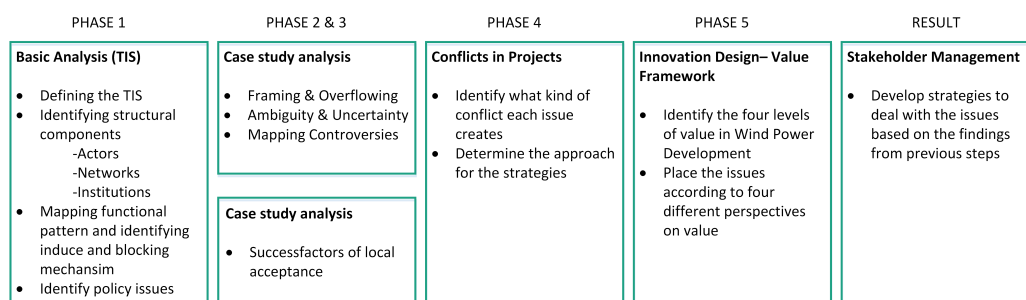 PHASE 1
PHASE 2 & 3
PHASE 4
PHASE 5
RESULT
Basic Analysis (TIS)
• Defining the TIS
• Identifying structural
components
-Actors
-Networks
-Institutions
• Mapping functional
pattern and identifying
induce and blocking
mechansim
• Identify policy issues
Case study analysis
• Framing & Overflowing
• Ambiguity & Uncertainty
• Mapping Controversies
Case study analysis
• Successfactors of local
acceptance
Conflicts in Projects
• Identify what kind of
conflict each issue
creates
• Determine the approach
for the strategies
Innovation Design– Value
Framework
• Identify the four levels
of value in Wind Power
Development
• Place the issues
according to four
different perspectives
on value
Stakeholder Management
• Develop strategies to
deal with the issues
based on the findings
from previous steps